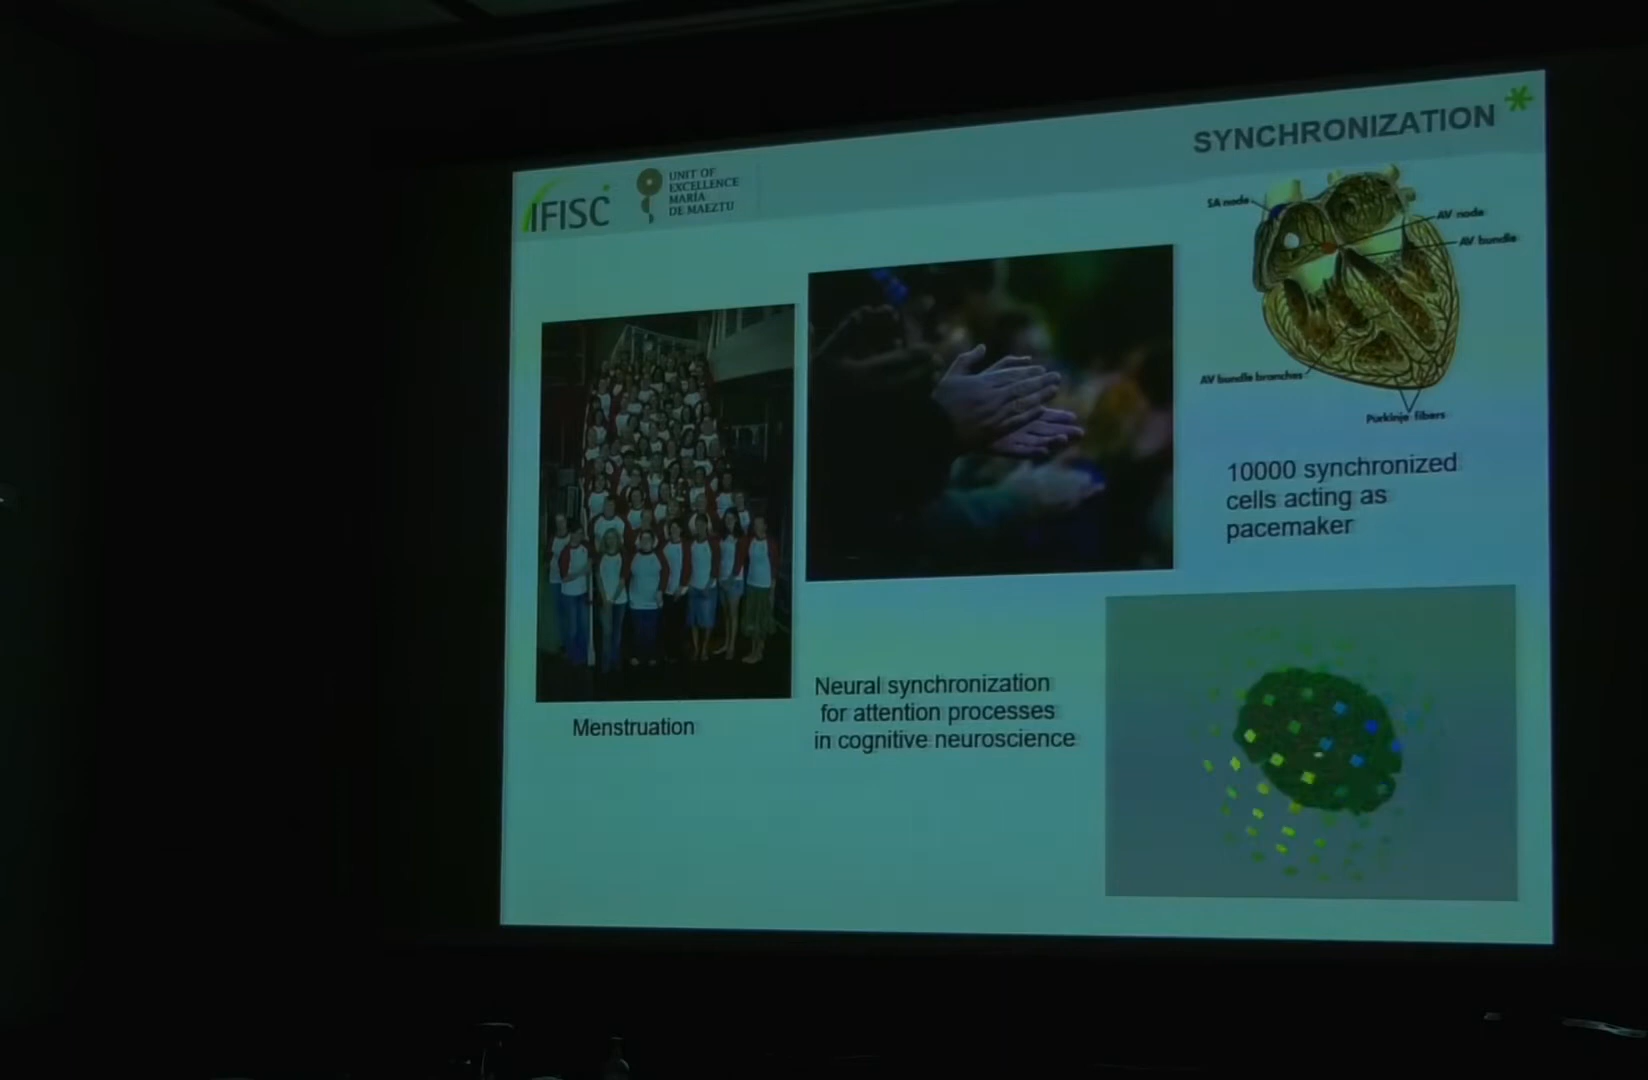 SYNCHRONIZATION
IFISC
UNIT OF
EXCELLENCE
MARÍA
DE MAEZTU
SA node
AV node
AV bundle
AV bundle branches
Purkinje fibers
10000 synchronized
cells acting as
pacemaker
Menstruation
Neural synchronization
for attention processes
in cognitive neuroscience